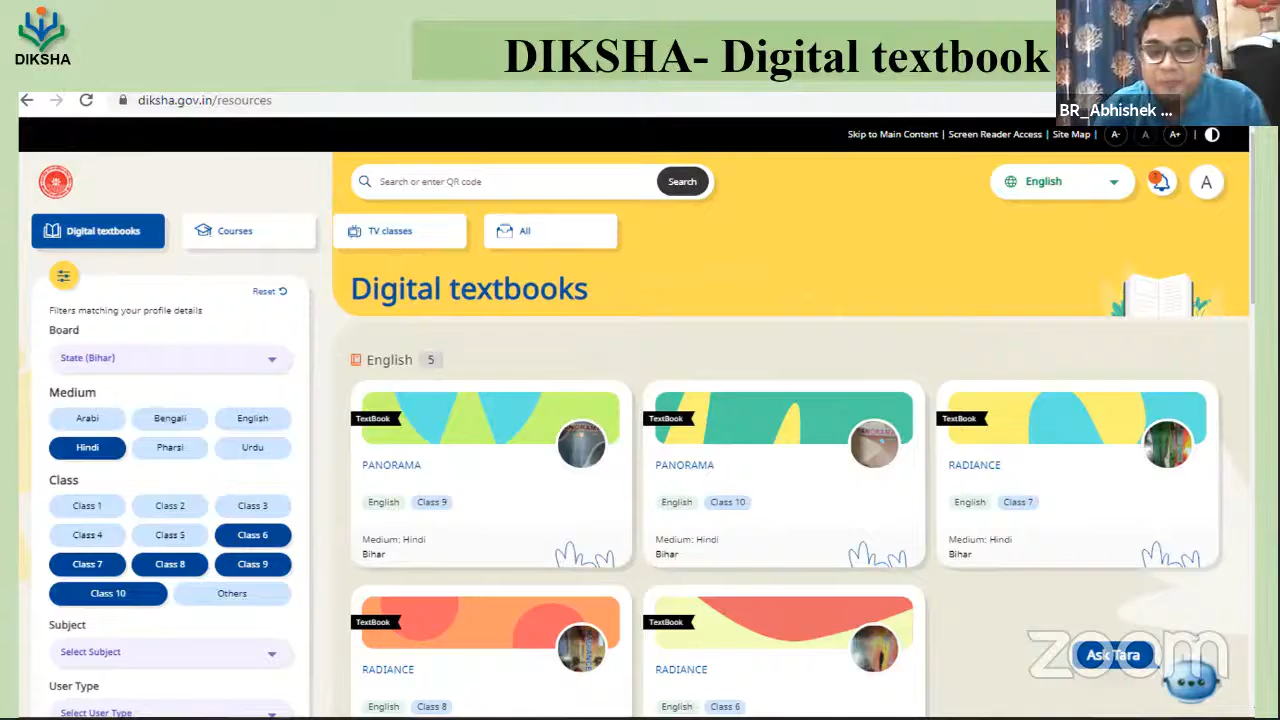 DIKSHA
DIKSHA- Digital textbook
BR_Abhishek ...
diksha.gov.in/resources
Skip to Main Content | Screen Reader Access | Site Map | A- A A+ |
Search or enter QR code Search
English
A
Digital textbooks
Courses
TV classes
All
Reset
Filters matching your profile details
Board
State (Bihar)
Medium
Arabi Bengali English
Hindi Pharsi Urdu
Class
Class 1 Class 2 Class 3
Class 4 Class 5 Class 6
Class 7 Class 8 Class 9
Class 10 Others
Subject
Select Subject
User Type
Select User Type
Digital textbooks
English 5
TextBook
PANORAMA
English Class 9
Medium: Hindi
Bihar
TextBook
PANORAMA
English Class 10
Medium: Hindi
Bihar
TextBook
RADIANCE
English Class 7
Medium: Hindi
Bihar
TextBook
RADIANCE
English Class 8
TextBook
RADIANCE
English Class 6
zoom
Ask Tara